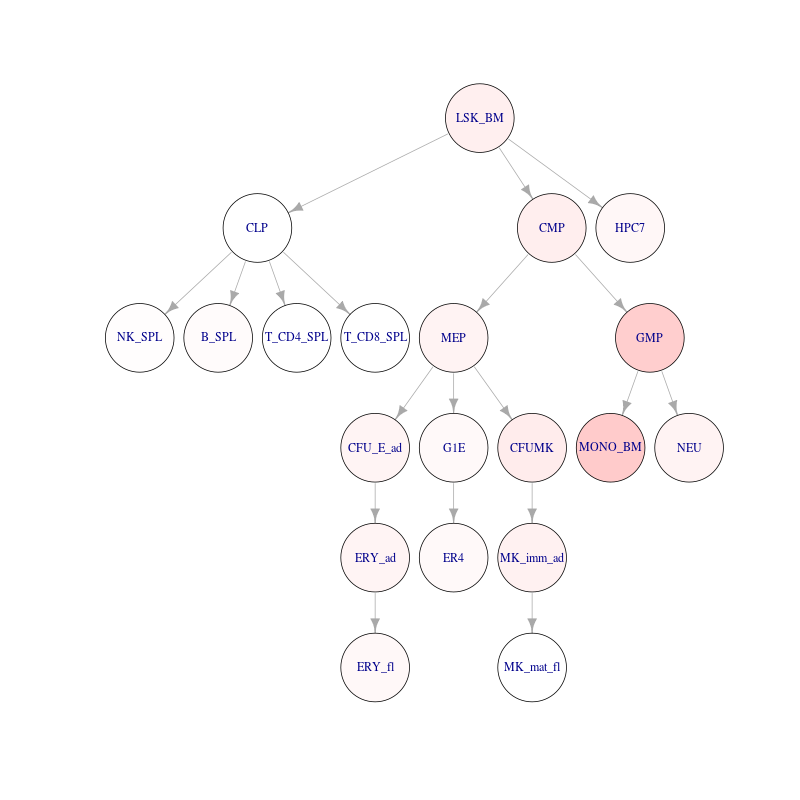 LSK_BM
CLP
CMP
HPC7
NK_SPL
B_SPL
T_CD4_SPL
T_CD8_SPL
MEP
GMP
CFU_E_ad
G1E
CFUMK
MONO_BM
NEU
ERY_ad
ER4
MK_imm_ad
ERY_fl
MK_mat_fl